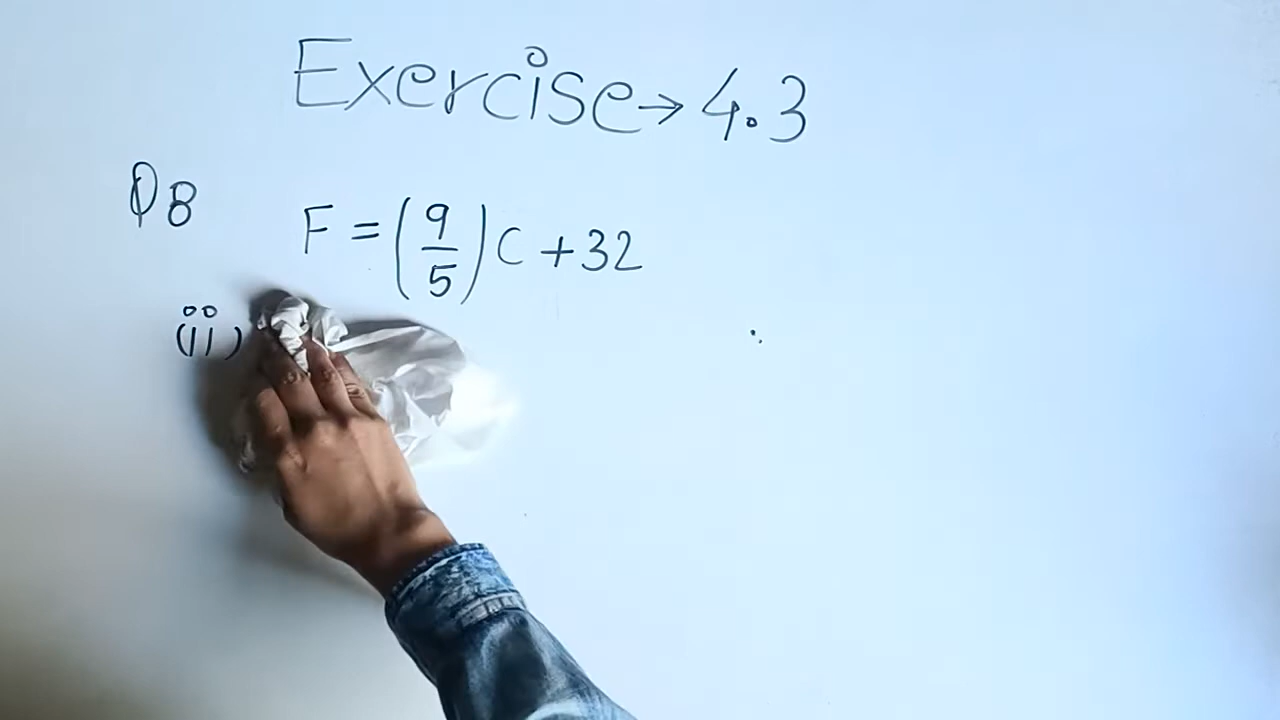 Exercise → 4.3
Q8 F = (9/5) C + 32
(ii)